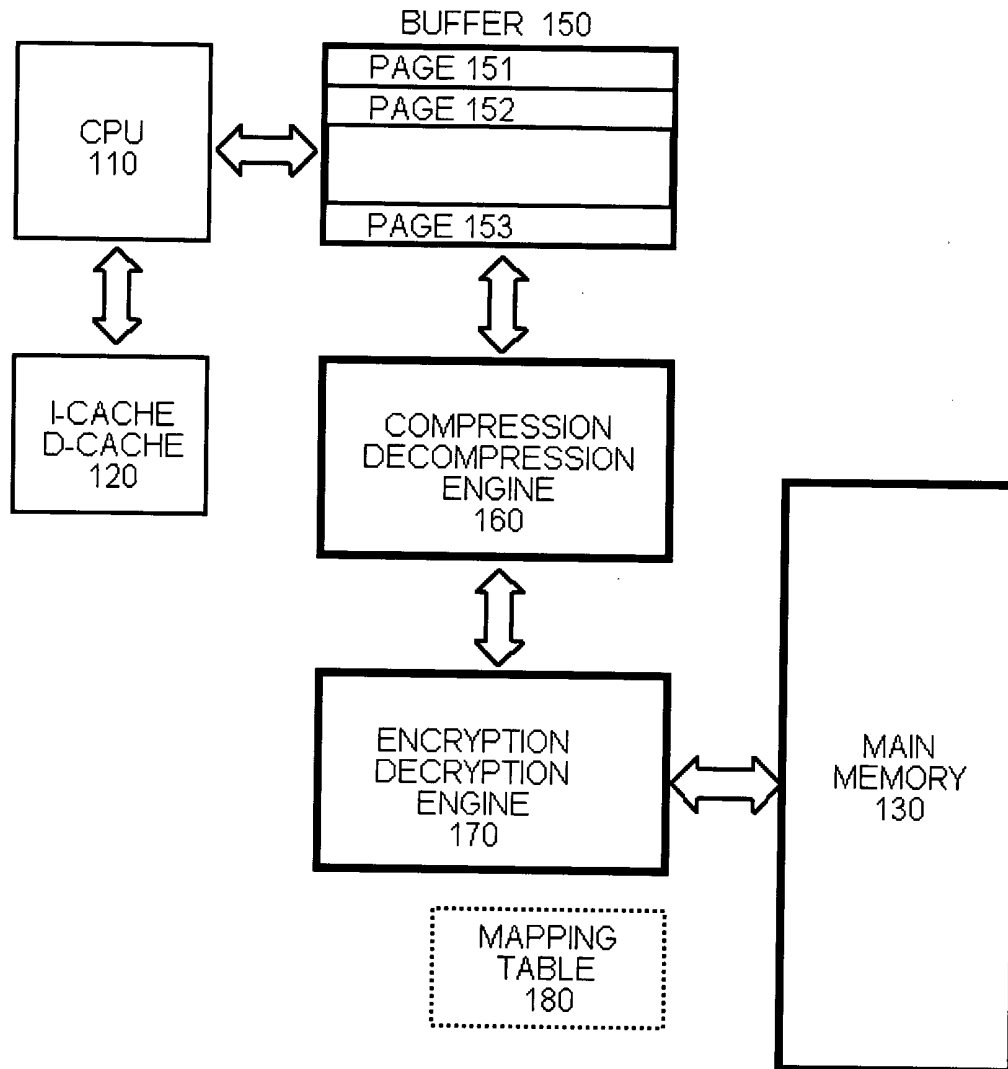 BUFFER 150
PAGE 151
PAGE 152
PAGE 153
CPU
110
I-CACHE
D-CACHE
120
COMPRESSION
DECOMPRESSION
ENGINE
160
ENCRYPTION
DECRYPTION
ENGINE
170
MAIN
MEMORY
130
MAPPING
TABLE
180